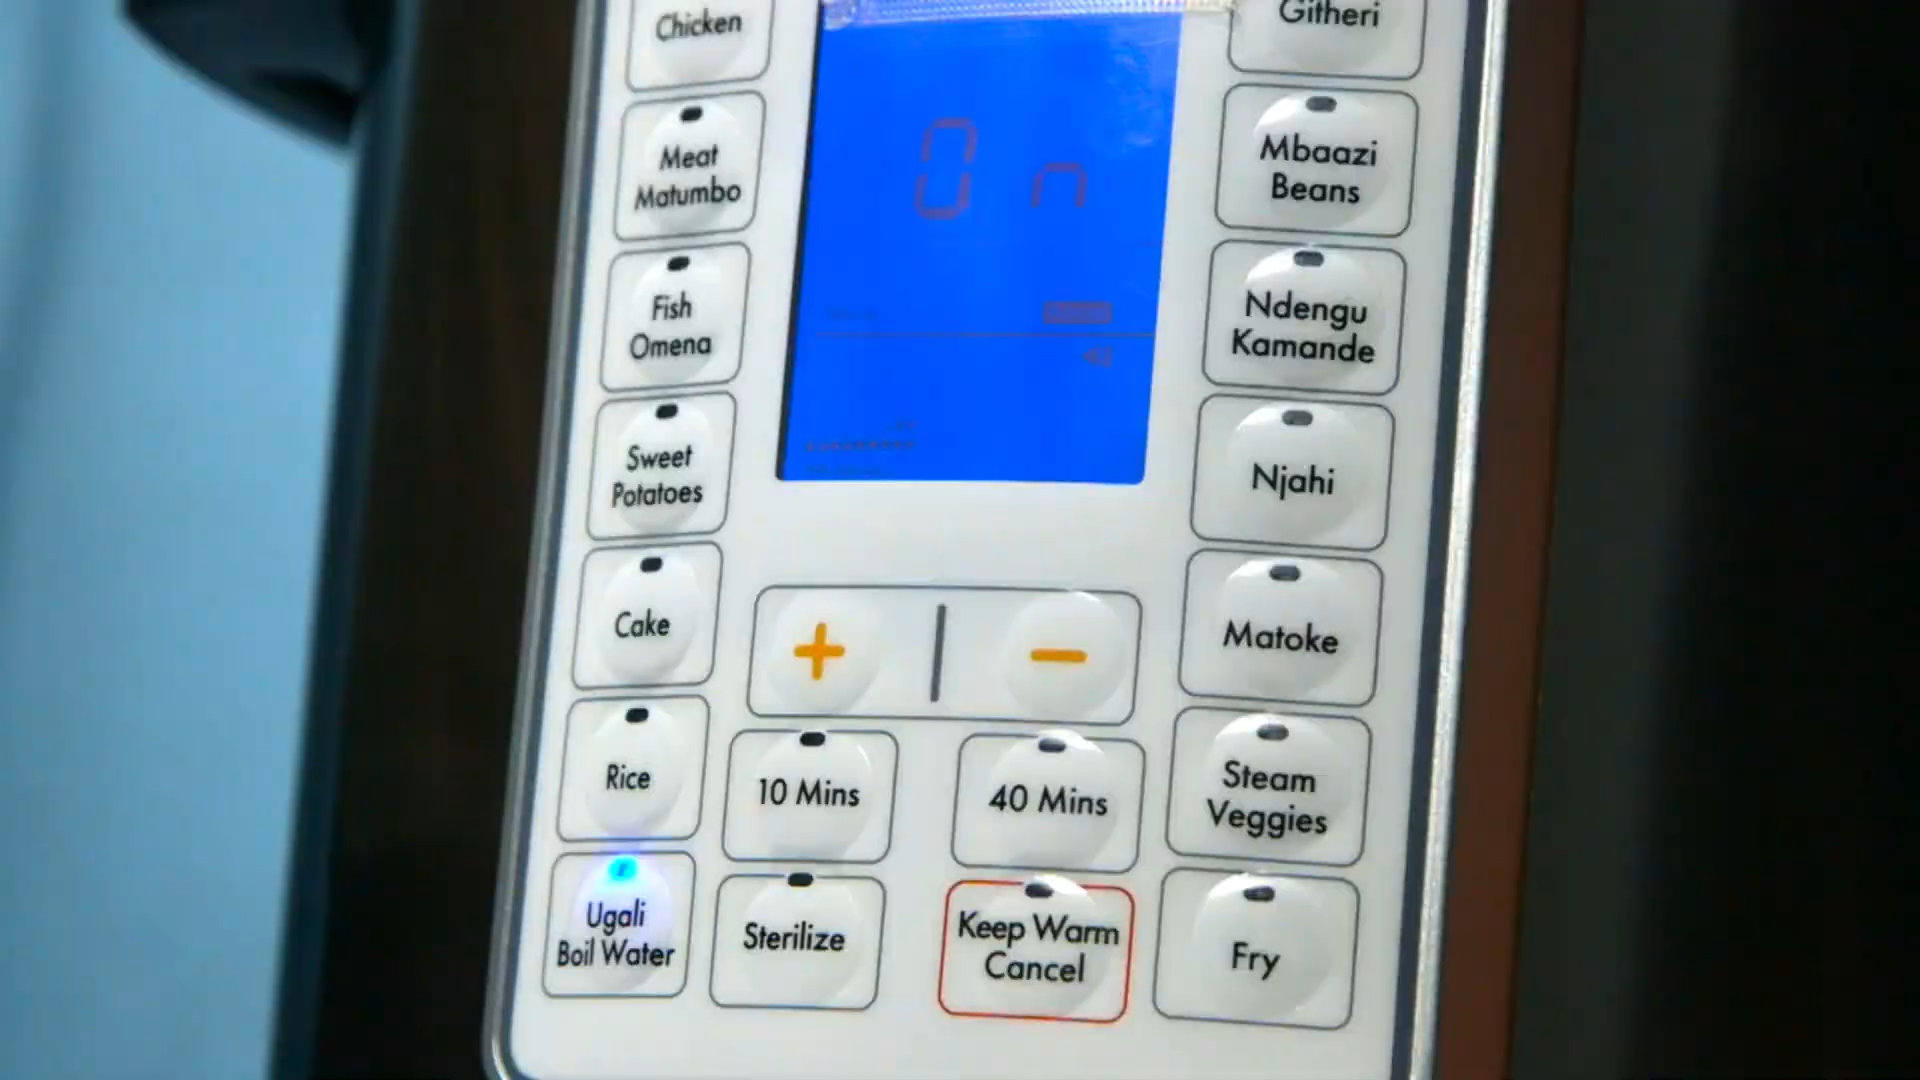 Chicken
Githeri
On
Meat
Matumbo
Mbaazi
Beans
Fish
Omena
Ndengu
Kamande
Sweet
Potatoes
Njahi
Cake
+ | −
Matoke
Rice
10 Mins
40 Mins
Steam
Veggies
Ugali
Boil Water
Sterilize
Keep Warm
Cancel
Fry